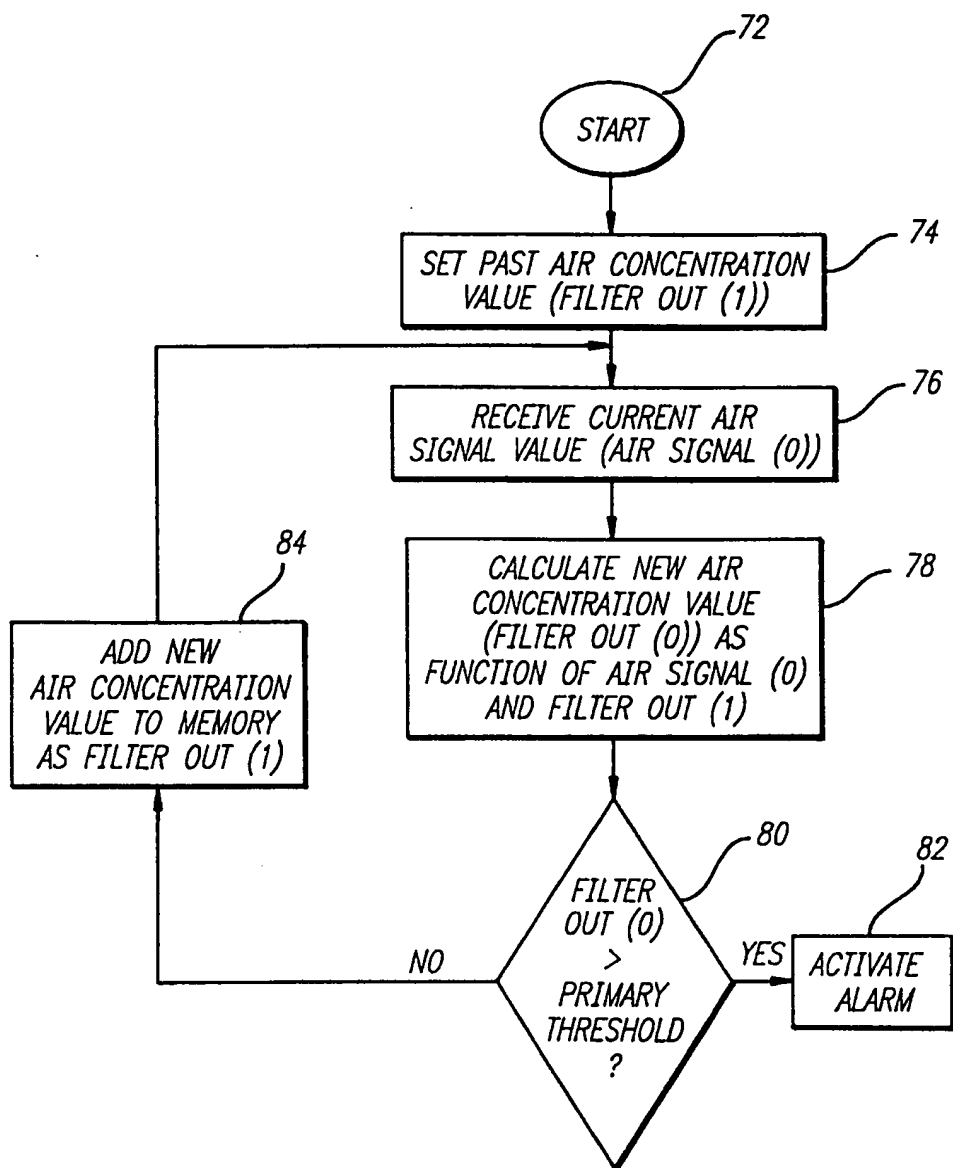 72
START
74
SET PAST AIR CONCENTRATION
VALUE (FILTER OUT (1))
76
RECEIVE CURRENT AIR
SIGNAL VALUE (AIR SIGNAL (0))
78
CALCULATE NEW AIR
CONCENTRATION VALUE
(FILTER OUT (0)) AS
FUNCTION OF AIR SIGNAL (0)
AND FILTER OUT (1)
84
ADD NEW
AIR CONCENTRATION
VALUE TO MEMORY
AS FILTER OUT (1)
80
FILTER
OUT (0)
>
PRIMARY
THRESHOLD
?
NO
YES
82
ACTIVATE
ALARM